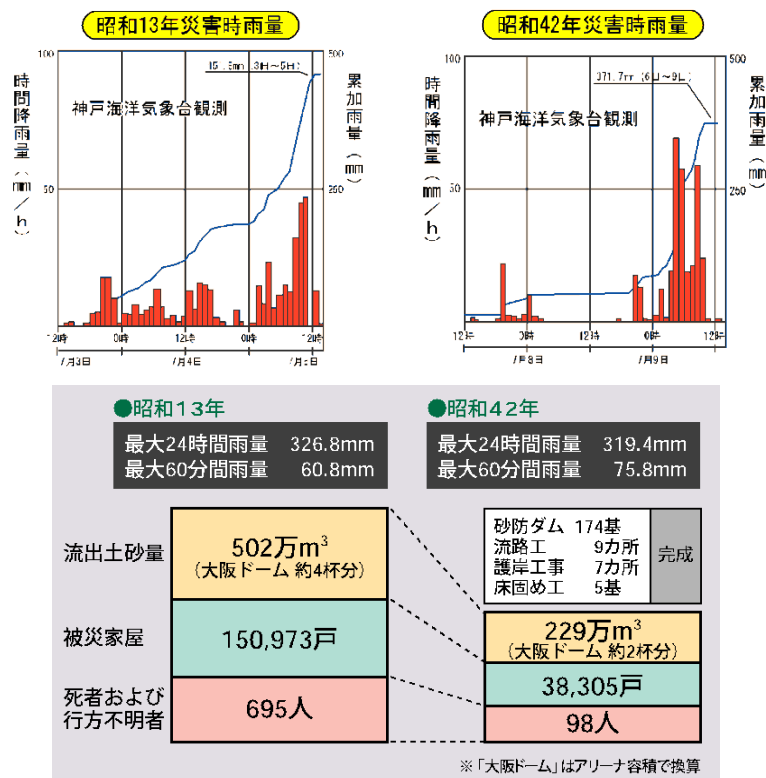 昭和13年災害時雨量
100
500
時間降雨量(mm/h)
累加雨量(mm)
神戸海洋気象台観測
50
250
0時
0時
7月3日
7月4日
昭和42年災害時雨量
100
500
時間降雨量(mm/h)
累加雨量(mm)
371.7mm (6日~9日)
神戸海洋気象台観測
50
250
12時
00時
12時
00時
12時
7月8日
7月9日
●昭和13年
最大24時間雨量 326.8mm
最大60分間雨量 60.8mm
●昭和42年
最大24時間雨量 319.4mm
最大60分間雨量 75.8mm
砂防ダム 174基
流路工 9カ所
護岸工事 7カ所
床固め工 5基
完成
流出土砂量
502万m³
(大阪ドーム 約4杯分)
229万m³
(大阪ドーム 約2杯分)
被災家屋
150,973戸
38,305戸
死者および
行方不明者
695人
98人
※「大阪ドーム」はアリーナ容積で換算